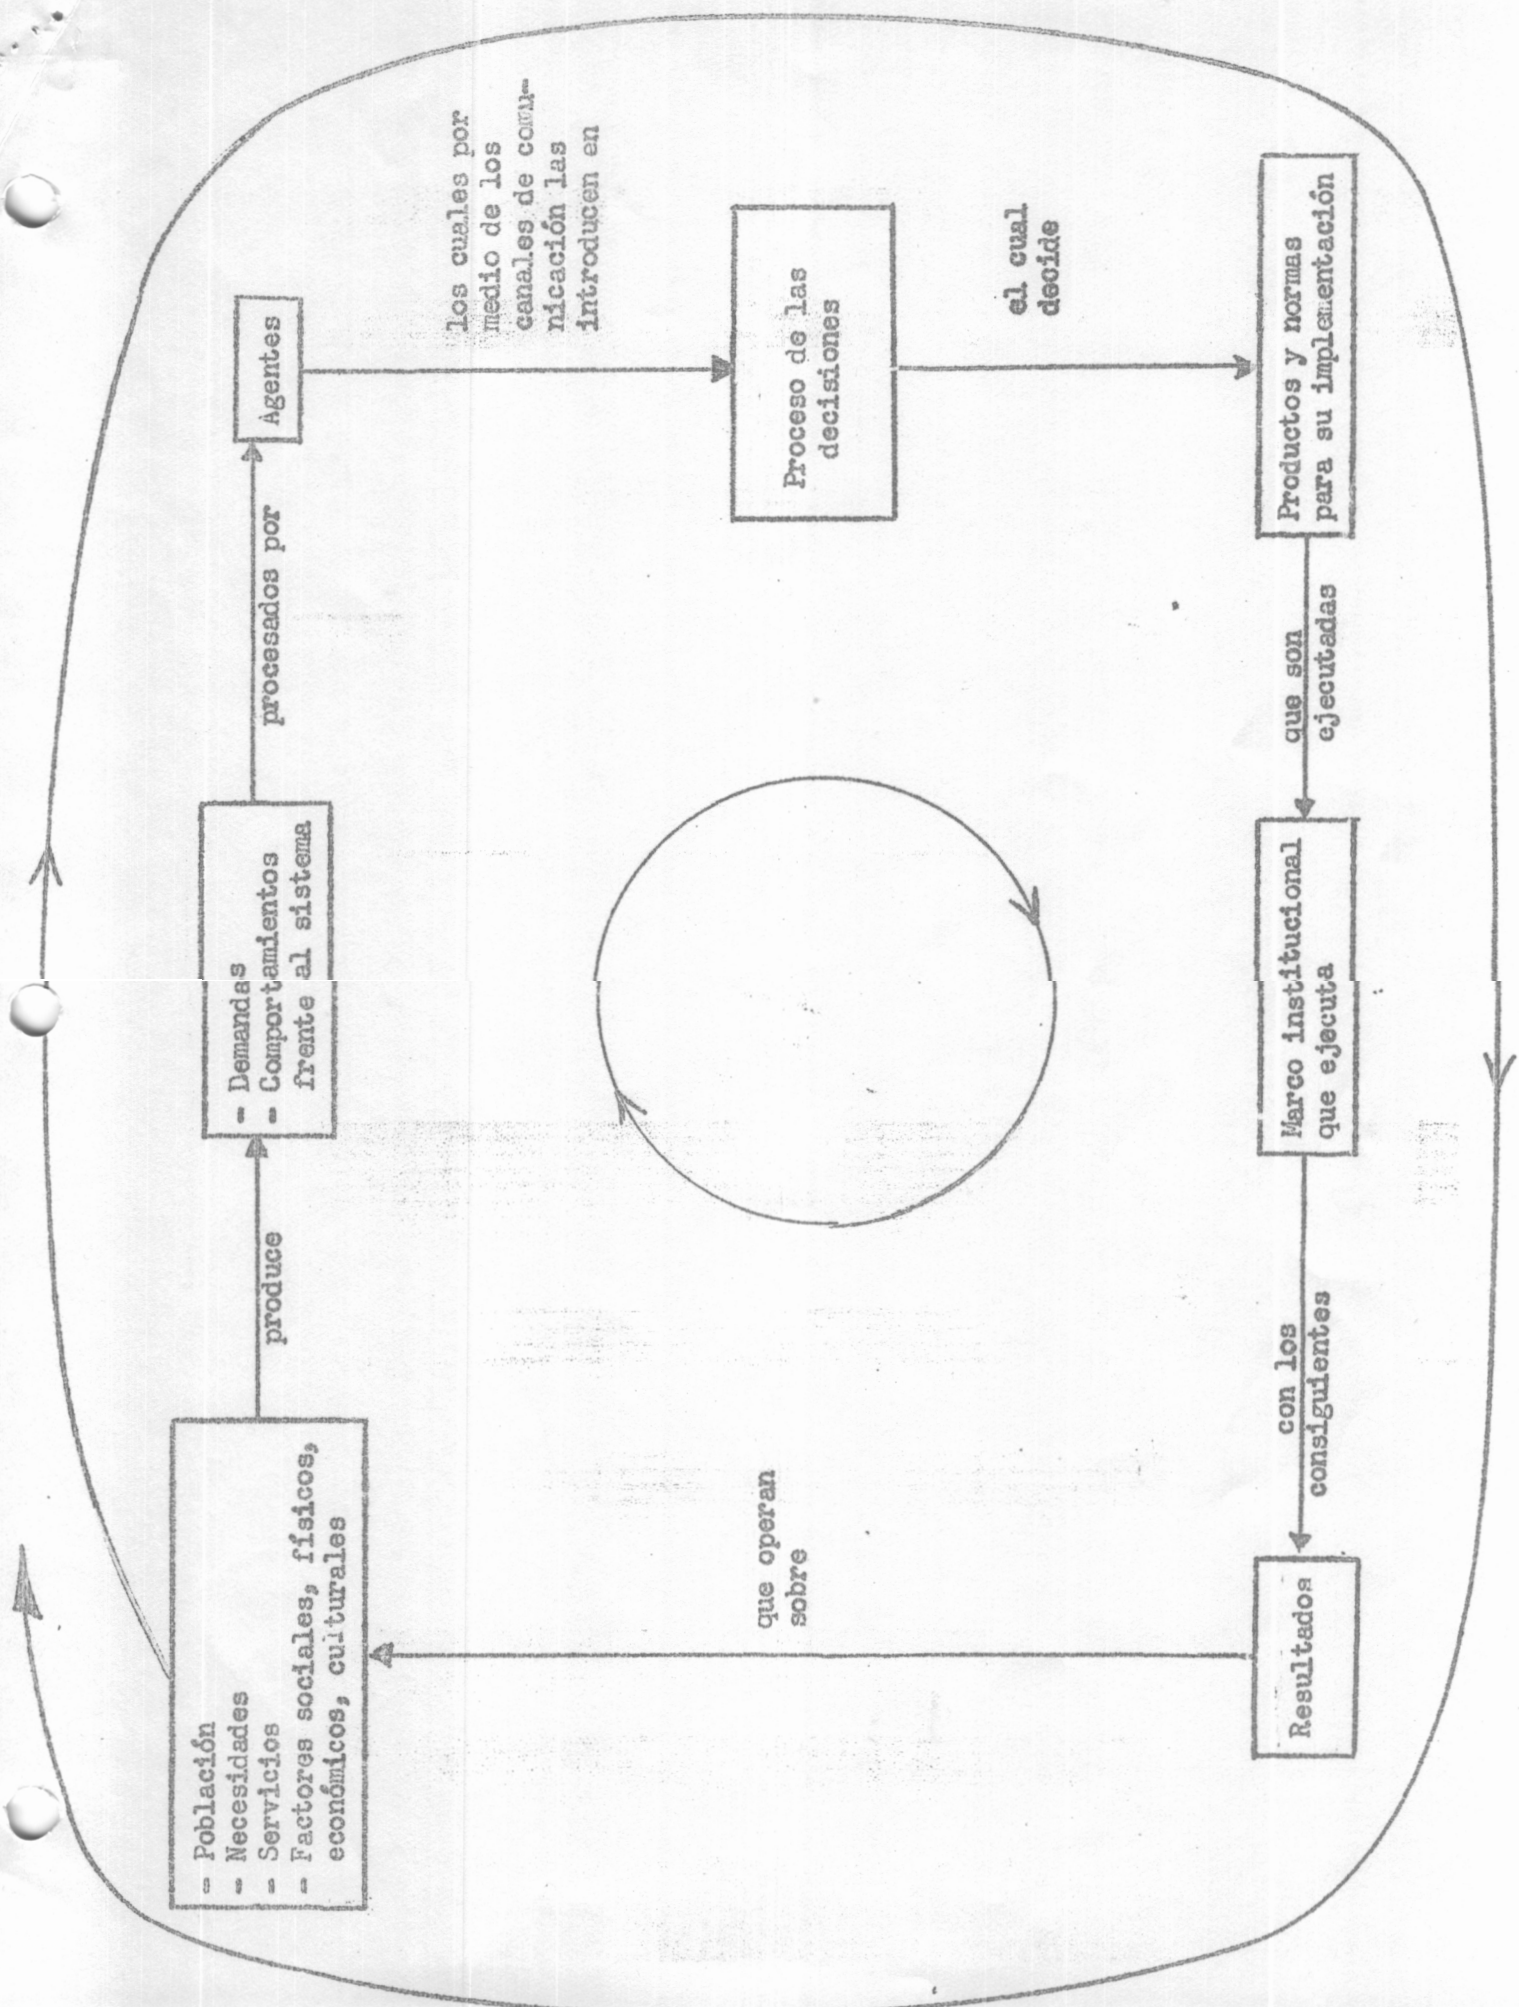 - Población
- Necesidades
- Servicios
- Factores sociales, físicos,
económicos, culturales
produce
- Demandas
- Comportamientos
frente al sistema
procesados por
Agentes
los cuales por
medio de los
canales de comu-
nicación las
introducen en
Proceso de las
decisiones
el cual
decide
Productos y normas
para su implementación
que son
ejecutadas
Marco institucional
que ejecuta
con los
consiguientes
Resultados
que operan
sobre